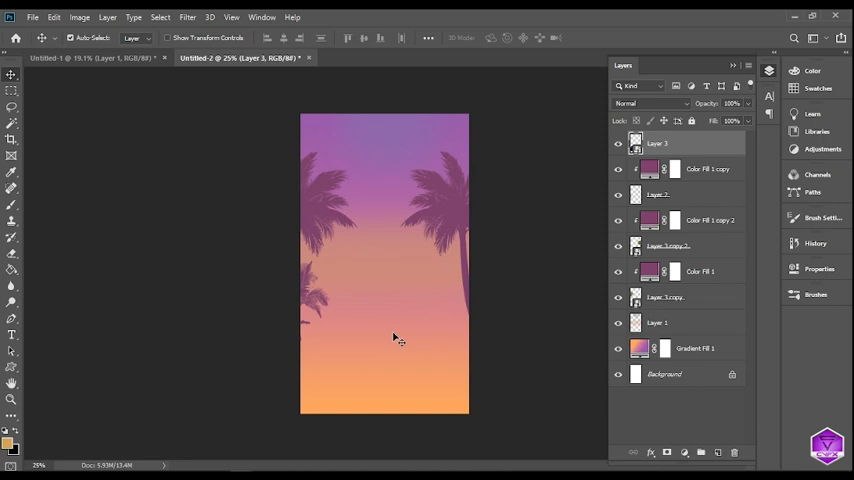 Ps File Edit Image Layer Type Select Filter 3D View Window Help
Auto-Select: Layer Show Transform Controls 3D Mode:
Untitled-1 @ 19.1% (Layer 1, RGB/8#) * × Untitled-2 @ 25% (Layer 3, RGB/8#) * ×
Layers
Kind
Normal Opacity: 100%
Lock: Fill: 100%
Layer 3
Color Fill 1 copy
Layer 2
Color Fill 1 copy 2
Layer 3 copy 2
Color Fill 1
Layer 3 copy
Layer 1
Gradient Fill 1
Background
fx
A|
Color
Swatches
Learn
Libraries
Adjustments
Channels
Paths
Brush Setti...
History
Properties
Brushes
25% Doc: 5.93M/13.4M